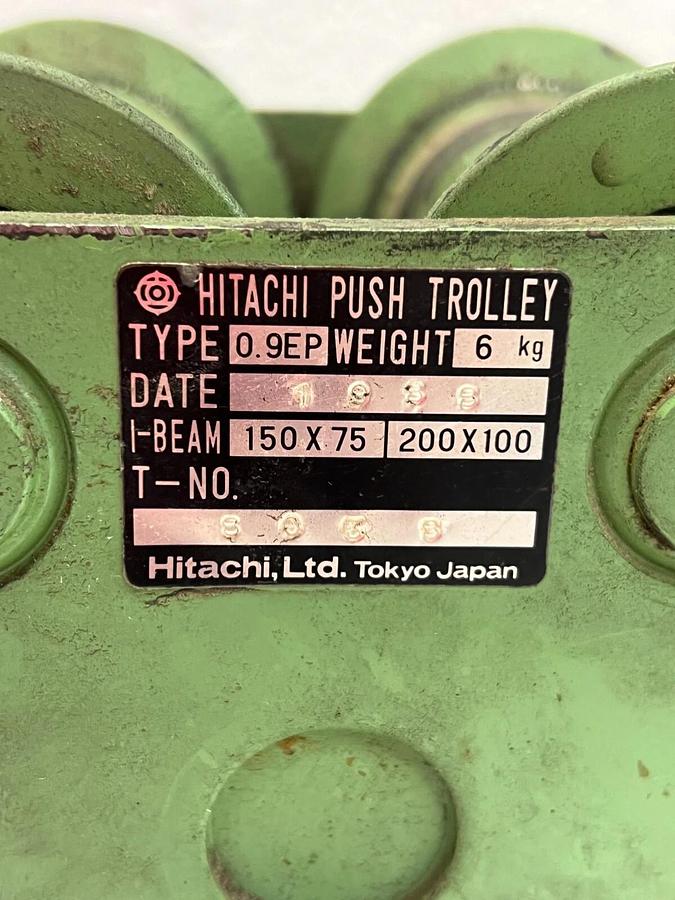 HITACHI PUSH TROLLEY
TYPE 0.9EP WEIGHT 6 kg
DATE
I-BEAM 150X75 200X100
T-NO.
Hitachi, Ltd. Tokyo Japan